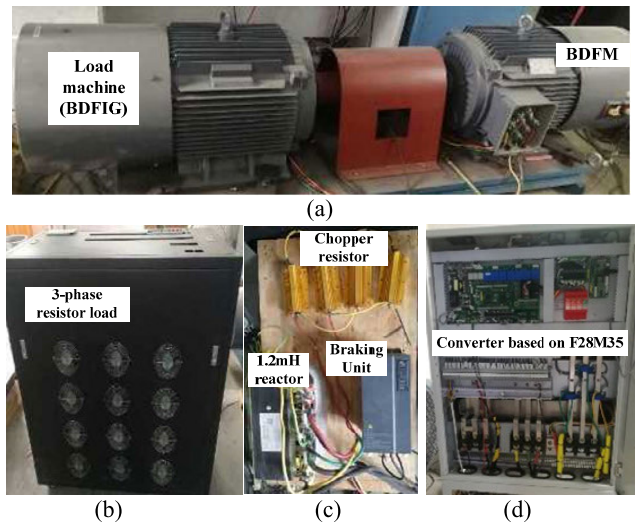 Load
machine
(BDFIG)
BDFM
(a)
3-phase
resistor load
Chopper
resistor
1.2mH
reactor
Braking
Unit
Converter based on F28M35
(b)
(c)
(d)